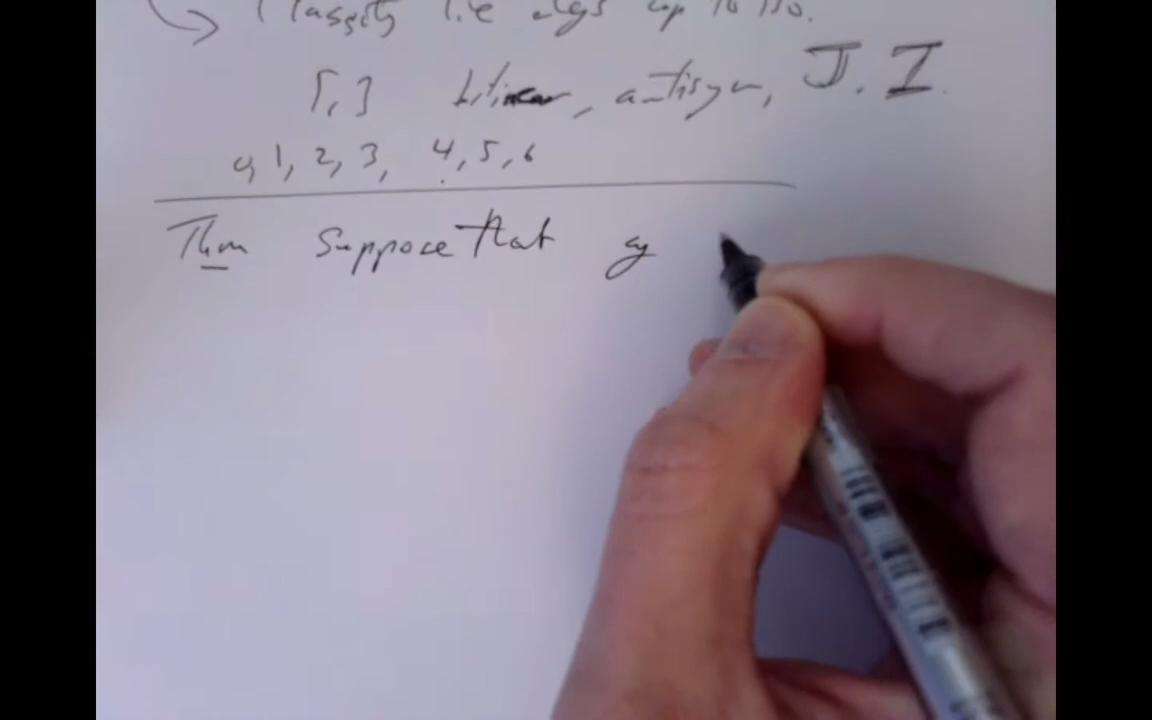 Classify Lie algs up to iso.
[,] bilinear, antisym, J.I.
0, 1, 2, 3, 4, 5, 6
Thm Suppose that g